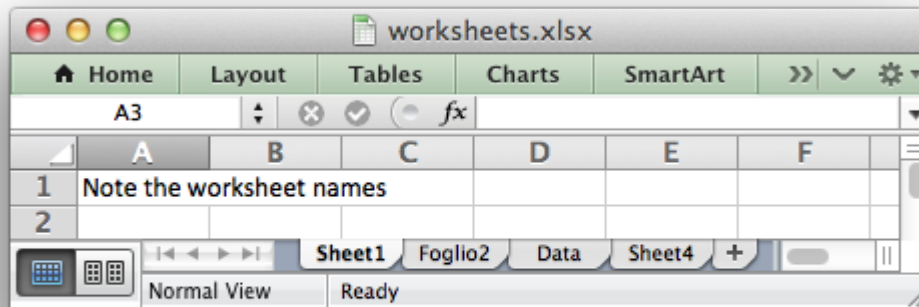 worksheets.xlsx
Home Layout Tables Charts SmartArt
A3 fx
A B C D E F
1 Note the worksheet names
2
Sheet1 Foglio2 Data Sheet4 +
Normal View Ready